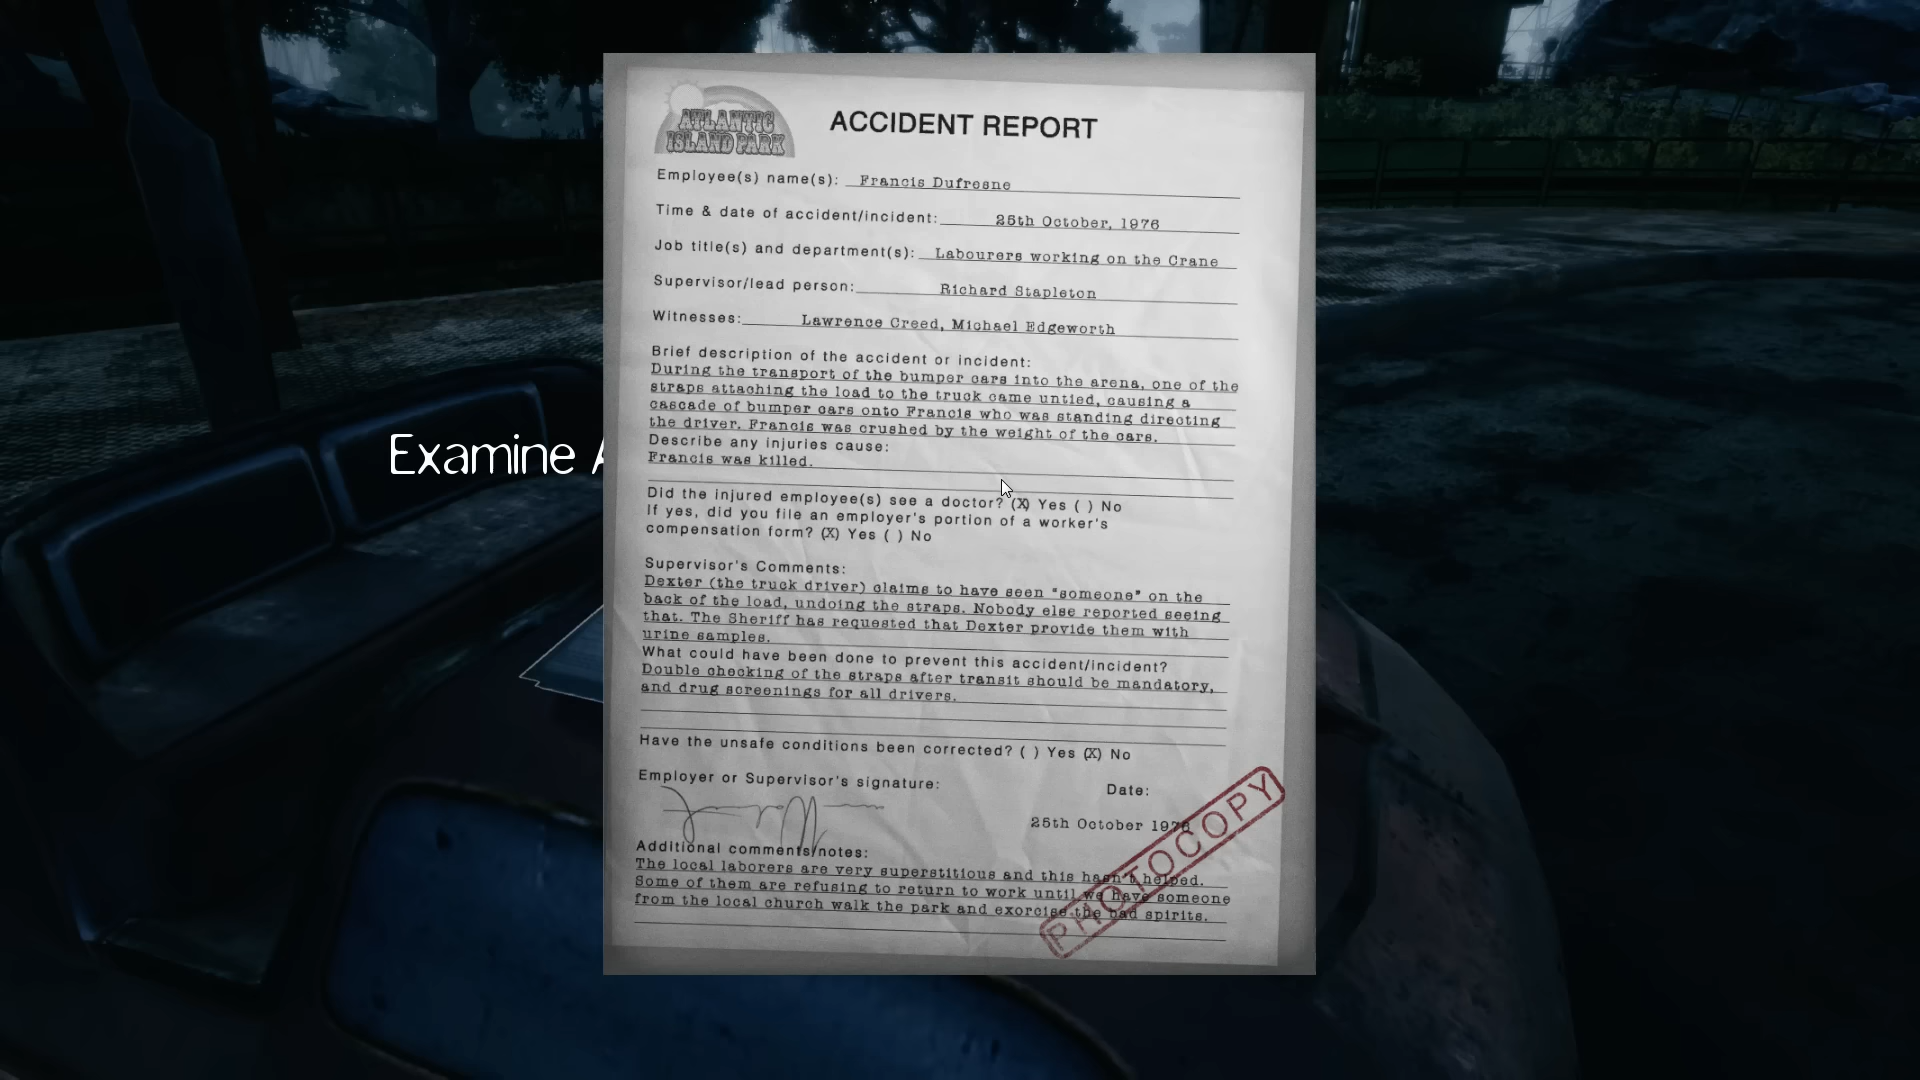 ATLANTIC
ISLAND PARK
ACCIDENT REPORT
Employee(s) name(s): Francis Dufresne
Time & date of accident/incident: 25th October, 1976
Job title(s) and department(s): Labourers working on the Crane
Supervisor/lead person: Richard Stapleton
Witnesses: Lawrence Creed, Michael Edgeworth
Brief description of the accident or incident:
During the transport of the bumper cars into the arena, one of the
straps attaching the load to the truck came untied, causing a
cascade of bumper cars onto Francis who was standing directing
the driver. Francis was crushed by the weight of the cars.
Describe any injuries cause:
Francis was killed.
Examine
Did the injured employee(s) see a doctor? (X) Yes ( ) No
If yes, did you file an employer's portion of a worker's
compensation form? (X) Yes ( ) No
Supervisor's Comments:
Dexter (the truck driver) claims to have seen "someone" on the
back of the load, undoing the straps. Nobody else reported seeing
that. The Sheriff has requested that Dexter provide them with
urine samples.
What could have been done to prevent this accident/incident?
Double checking of the straps after transit should be mandatory,
and drug screenings for all drivers.
Have the unsafe conditions been corrected? ( ) Yes (X) No
Employer or Supervisor's signature:
Date:
25th October 1976
PHOTOCOPY
Additional comments/notes:
The local laborers are very superstitious and this hasn't helped.
Some of them are refusing to return to work until we have someone
from the local church walk the park and exorcise the bad spirits.